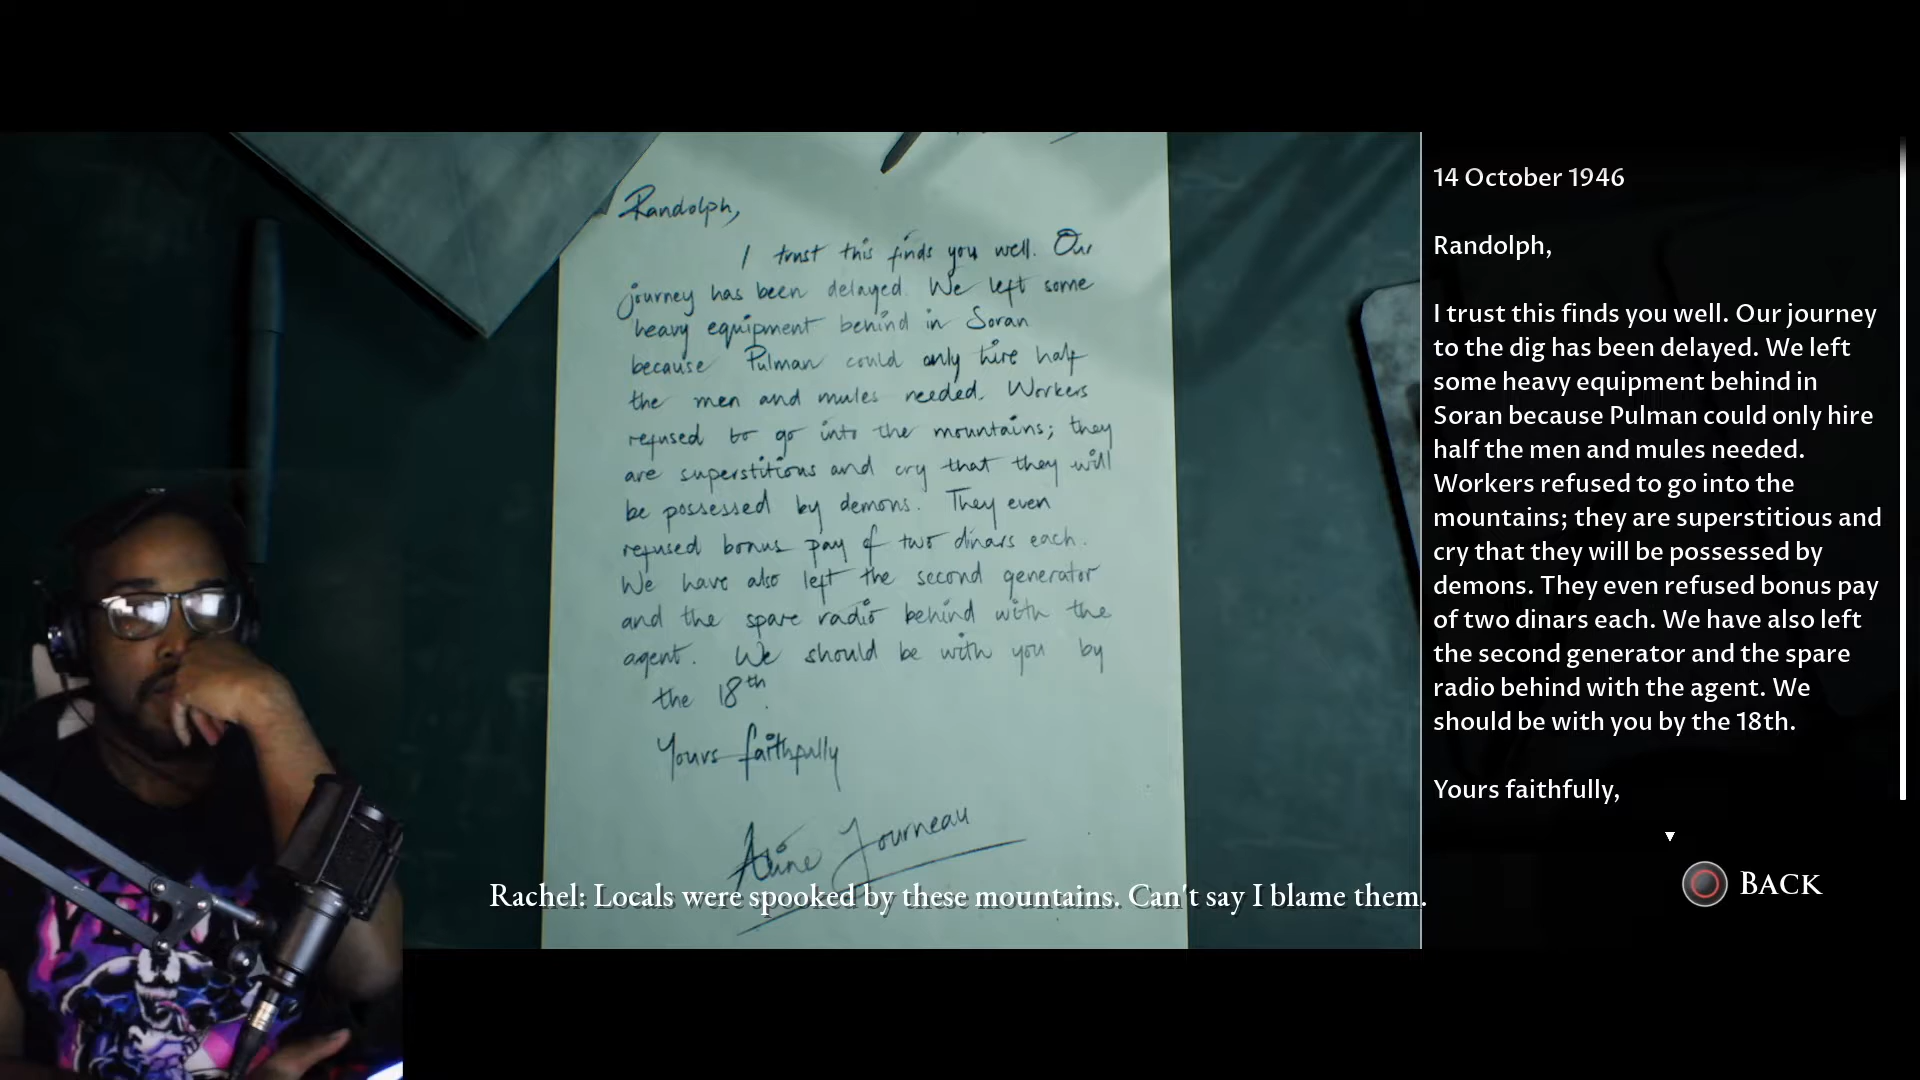 Randolph,
I trust this finds you well. Our
journey has been delayed. We left some
heavy equipment behind in Soran
because Pulman could only hire half
the men and mules needed. Workers
refused to go into the mountains; they
are superstitious and cry that they will
be possessed by demons. They even
refused bonus pay of two dinars each.
We have also left the second generator
and the spare radio behind with the
agent. We should be with you by
the 18th.
Yours faithfully
Journeau
Rachel: Locals were spooked by these mountains. Can't say I blame them.
14 October 1946
Randolph,
I trust this finds you well. Our journey
to the dig has been delayed. We left
some heavy equipment behind in
Soran because Pulman could only hire
half the men and mules needed.
Workers refused to go into the
mountains; they are superstitious and
cry that they will be possessed by
demons. They even refused bonus pay
of two dinars each. We have also left
the second generator and the spare
radio behind with the agent. We
should be with you by the 18th.
Yours faithfully,
BACK